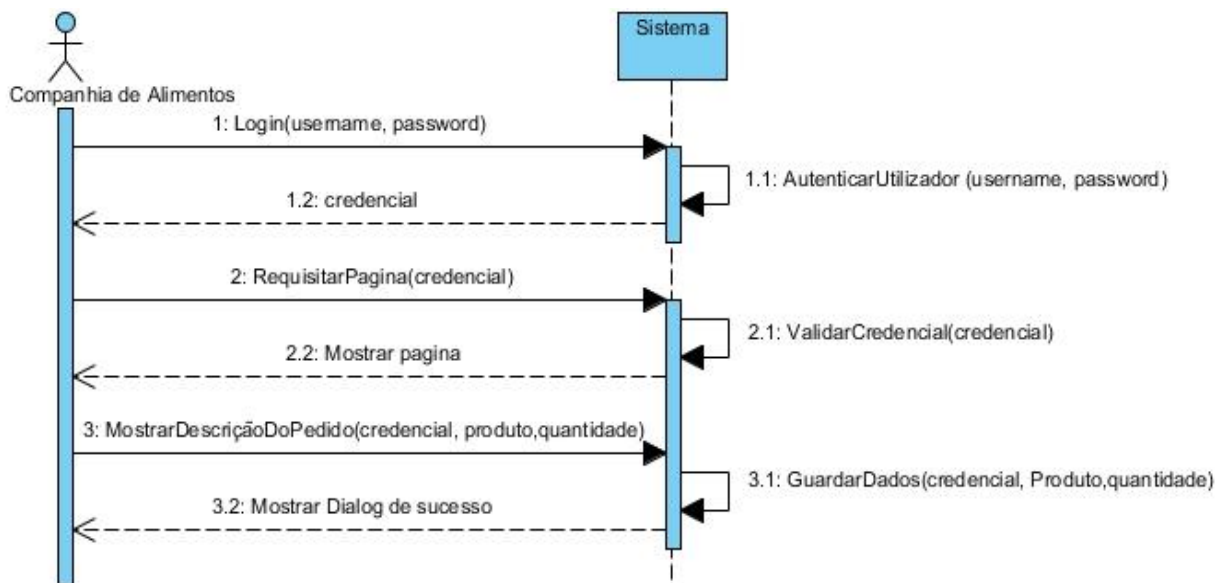 Sistema
Companhia de Alimentos
1: Login(username, password)
1.1: AutenticarUtilizador (username, password)
1.2: credencial
2: RequisitarPagina(credencial)
2.1: ValidarCredencial(credencial)
2.2: Mostrar pagina
3: MostrarDescriçãoDoPedido(credencial, produto,quantidade)
3.1: GuardarDados(credencial, Produto,quantidade)
3.2: Mostrar Dialog de sucesso